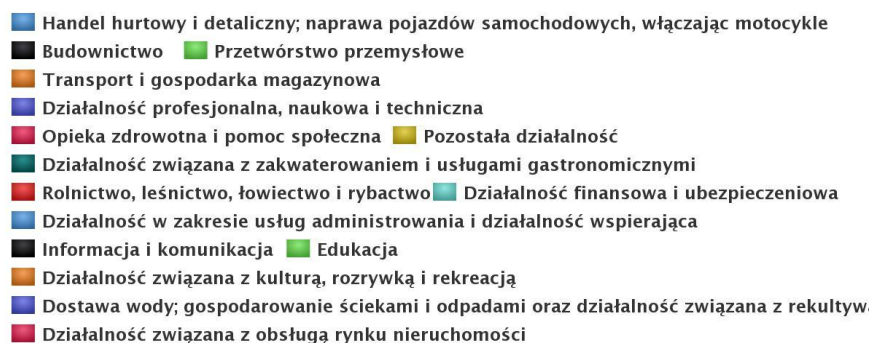 Handel hurtowy i detaliczny; naprawa pojazdów samochodowych, włączając motocykle
Budownictwo Przetwórstwo przemysłowe
Transport i gospodarka magazynowa
Działalność profesjonalna, naukowa i techniczna
Opieka zdrowotna i pomoc społeczna Pozostała działalność
Działalność związana z zakwaterowaniem i usługami gastronomicznymi
Rolnictwo, leśnictwo, łowiectwo i rybactwo Działalność finansowa i ubezpieczeniowa
Działalność w zakresie usług administrowania i działalność wspierająca
Informacja i komunikacja Edukacja
Działalność związana z kulturą, rozrywką i rekreacją
Dostawa wody; gospodarowanie ściekami i odpadami oraz działalność związana z rekultywa
Działalność związana z obsługą rynku nieruchomości